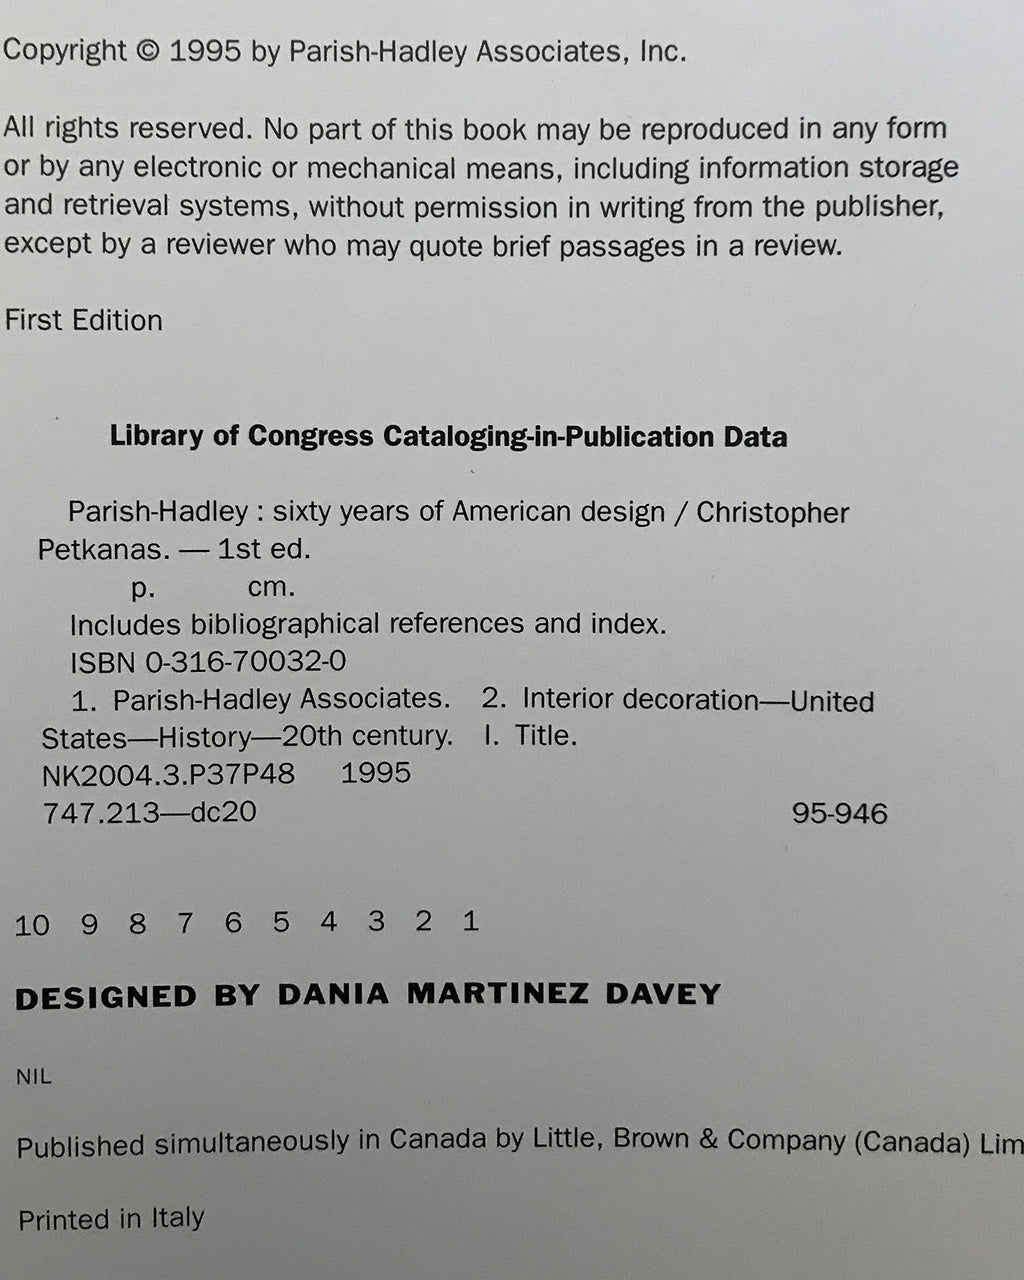 Copyright © 1995 by Parish-Hadley Associates, Inc.
All rights reserved. No part of this book may be reproduced in any form
or by any electronic or mechanical means, including information storage
and retrieval systems, without permission in writing from the publisher,
except by a reviewer who may quote brief passages in a review.
First Edition
Library of Congress Cataloging-in-Publication Data
Parish-Hadley : sixty years of American design / Christopher
Petkanas. — 1st ed.
p. cm.
Includes bibliographical references and index.
ISBN 0-316-70032-0
1. Parish-Hadley Associates. 2. Interior decoration—United
States—History—20th century. I. Title.
NK2004.3.P37P48 1995
747.213—dc20 95-946
10 9 8 7 6 5 4 3 2 1
DESIGNED BY DANIA MARTINEZ DAVEY
NIL
Published simultaneously in Canada by Little, Brown & Company (Canada) Lim
Printed in Italy